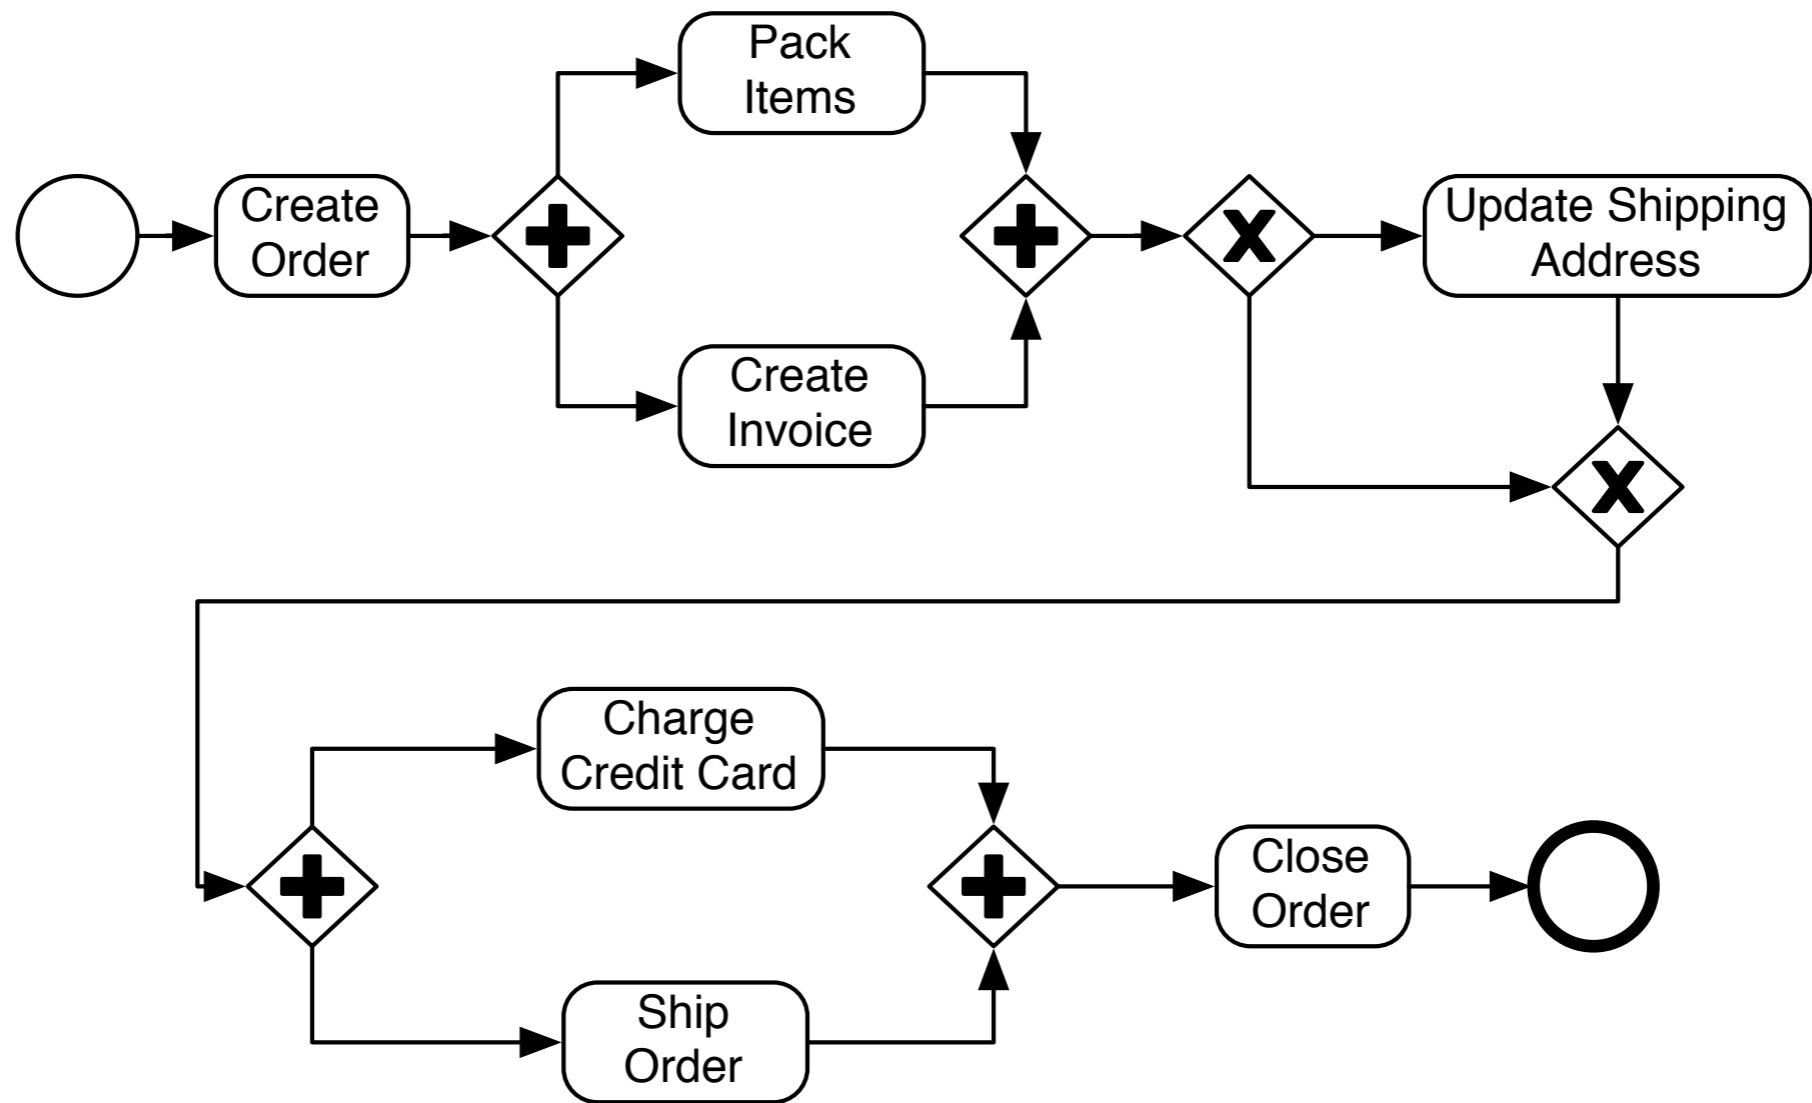 Pack
Items
Create
Order
Update Shipping
Address
Create
Invoice
Charge
Credit Card
Close
Order
Ship
Order